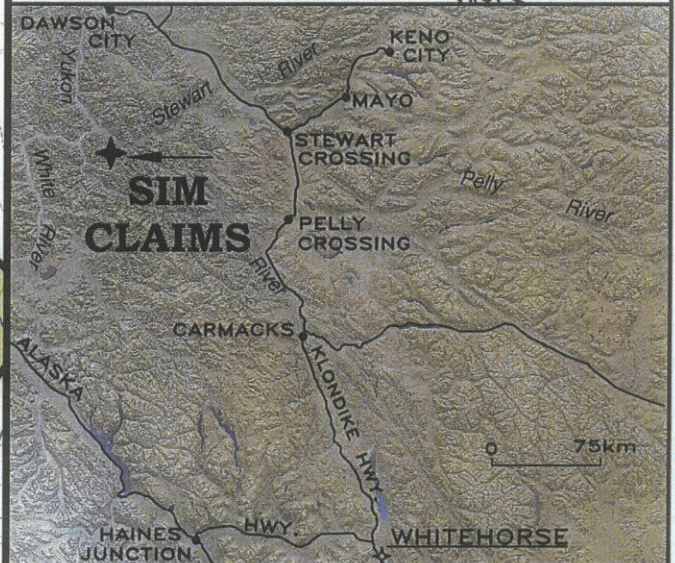 DAWSON
CITY
KENO
CITY
River
Yukon
Stewart
MAYO
STEWART
CROSSING
White
River
SIM
CLAIMS
Pelly
River
PELLY
CROSSING
River
CARMACKS
ALASKA
KLONDIKE HWY.
0 75km
HAINES
JUNCTION
HWY.
WHITEHORSE